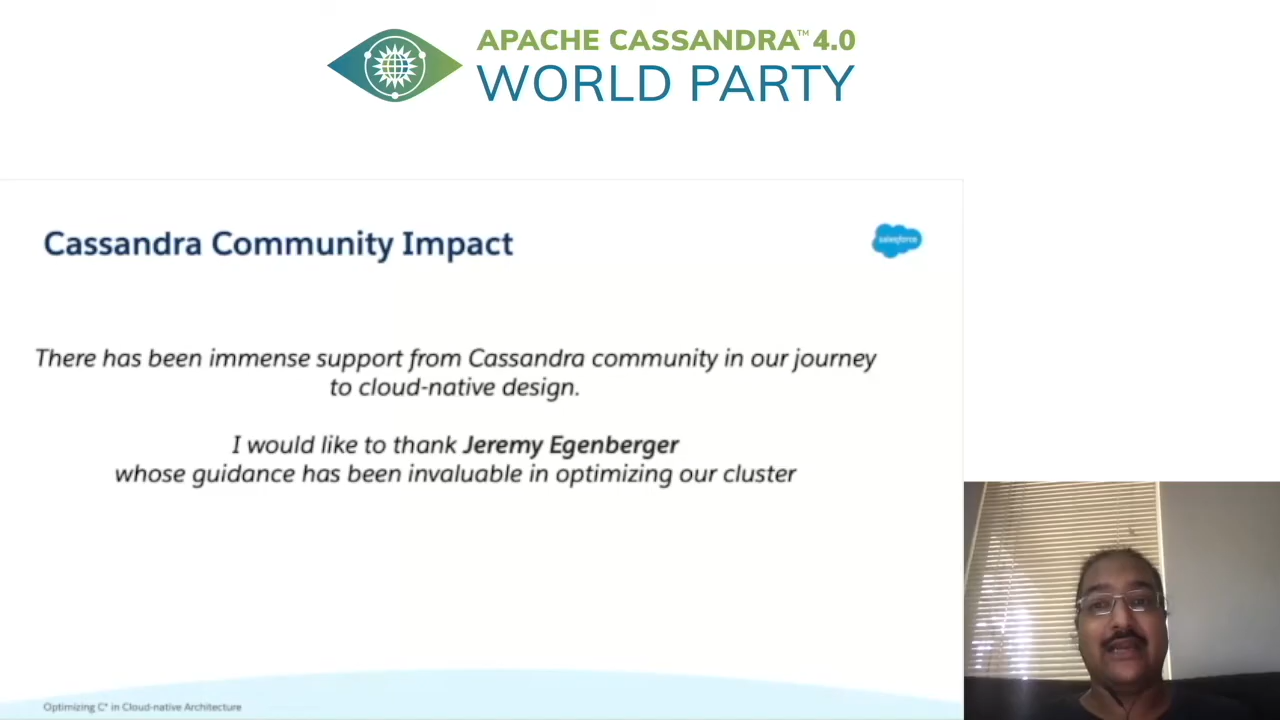 APACHE CASSANDRA™ 4.0
WORLD PARTY
Cassandra Community Impact
salesforce
There has been immense support from Cassandra community in our journey
to cloud-native design.
I would like to thank Jeremy Egenberger
whose guidance has been invaluable in optimizing our cluster
Optimizing C* in Cloud-native Architecture